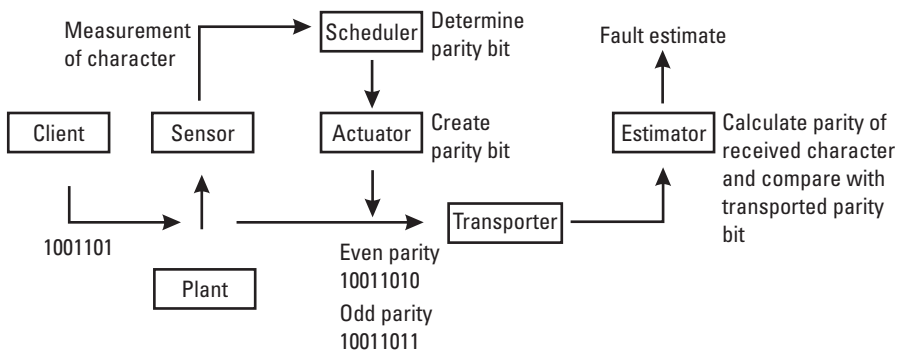 Measurement
of character
Scheduler
Determine
parity bit
Fault estimate
Client
Sensor
Actuator
Create
parity bit
Estimator
Calculate parity of
received character
and compare with
transported parity
bit
1001101
Plant
Transporter
Even parity
10011010
Odd parity
10011011